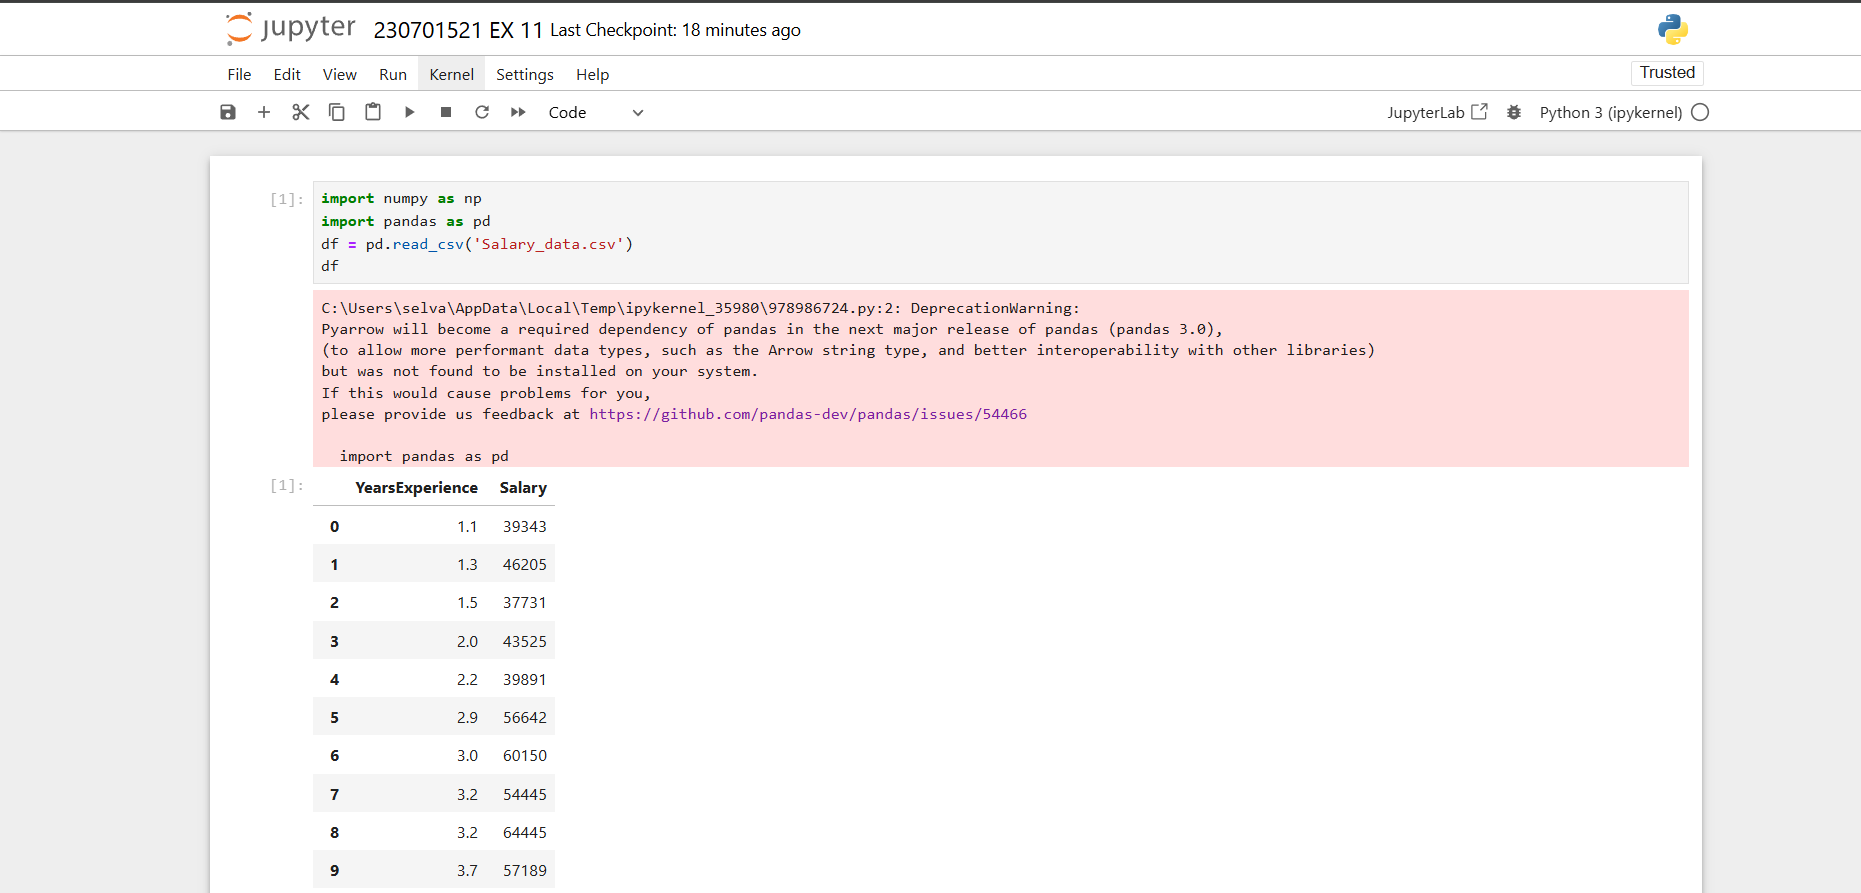 jupyter 230701521 EX 11 Last Checkpoint: 18 minutes ago
File Edit View Run Kernel Settings Help Trusted
Code JupyterLab Python 3 (ipykernel)
[1]: import numpy as np
import pandas as pd
df = pd.read_csv('Salary_data.csv')
df
C:\Users\selva\AppData\Local\Temp\ipykernel_35980\978986724.py:2: DeprecationWarning:
Pyarrow will become a required dependency of pandas in the next major release of pandas (pandas 3.0),
(to allow more performant data types, such as the Arrow string type, and better interoperability with other libraries)
but was not found to be installed on your system.
If this would cause problems for you,
please provide us feedback at https://github.com/pandas-dev/pandas/issues/54466
import pandas as pd
[1]: YearsExperience Salary
0 1.1 39343
1 1.3 46205
2 1.5 37731
3 2.0 43525
4 2.2 39891
5 2.9 56642
6 3.0 60150
7 3.2 54445
8 3.2 64445
9 3.7 57189